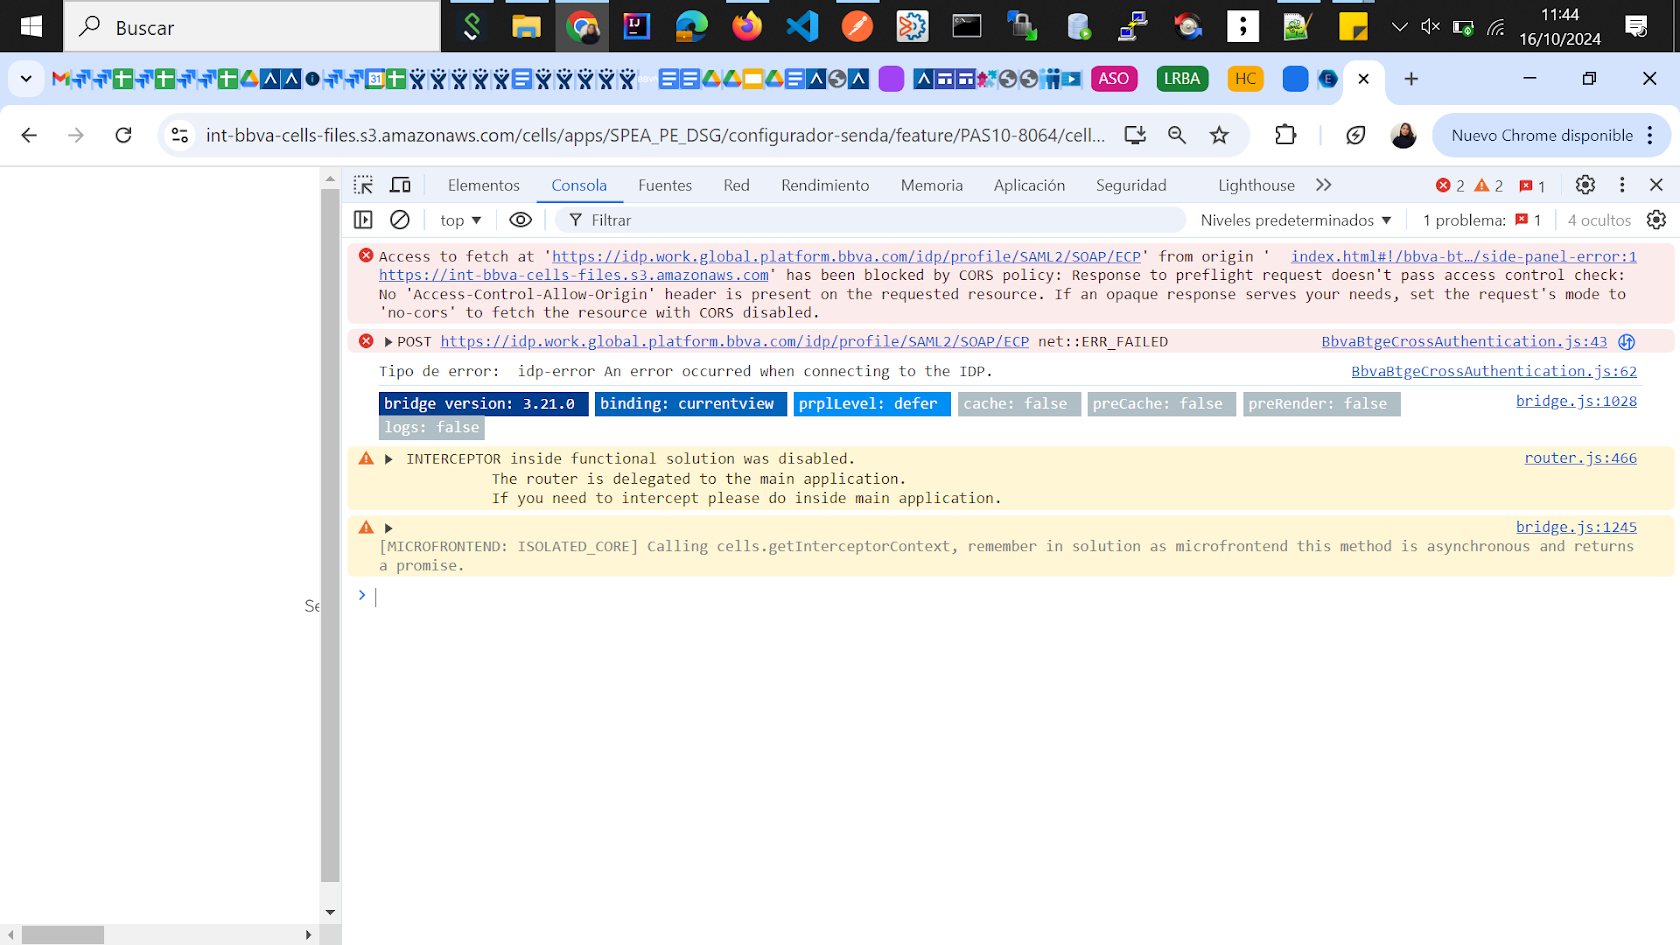 Buscar
11:44
16/10/2024
ASO
LRBA
HC
int-bbva-cells-files.s3.amazonaws.com/cells/apps/SPEA_PE_DSG/configurador-senda/feature/PAS10-8064/cell...
Nuevo Chrome disponible
Elementos Consola Fuentes Red Rendimiento Memoria Aplicación Seguridad Lighthouse 2 2 1
top Filtrar Niveles predeterminados 1 problema: 1 4 ocultos
Access to fetch at 'https://idp.work.global.platform.bbva.com/idp/profile/SAML2/SOAP/ECP' from origin ' index.html#!/bbva-bt…/side-panel-error:1
https://int-bbva-cells-files.s3.amazonaws.com' has been blocked by CORS policy: Response to preflight request doesn't pass access control check:
No 'Access-Control-Allow-Origin' header is present on the requested resource. If an opaque response serves your needs, set the request's mode to
'no-cors' to fetch the resource with CORS disabled.
POST https://idp.work.global.platform.bbva.com/idp/profile/SAML2/SOAP/ECP net::ERR_FAILED BbvaBtgeCrossAuthentication.js:43
Tipo de error:  idp-error An error occurred when connecting to the IDP. BbvaBtgeCrossAuthentication.js:62
bridge version: 3.21.0 binding: currentview prplLevel: defer cache: false preCache: false preRender: false bridge.js:1028
logs: false
INTERCEPTOR inside functional solution was disabled. router.js:466
The router is delegated to the main application.
If you need to intercept please do inside main application.
bridge.js:1245
[MICROFRONTEND: ISOLATED_CORE] Calling cells.getInterceptorContext, remember in solution as microfrontend this method is asynchronous and returns
a promise.
Se